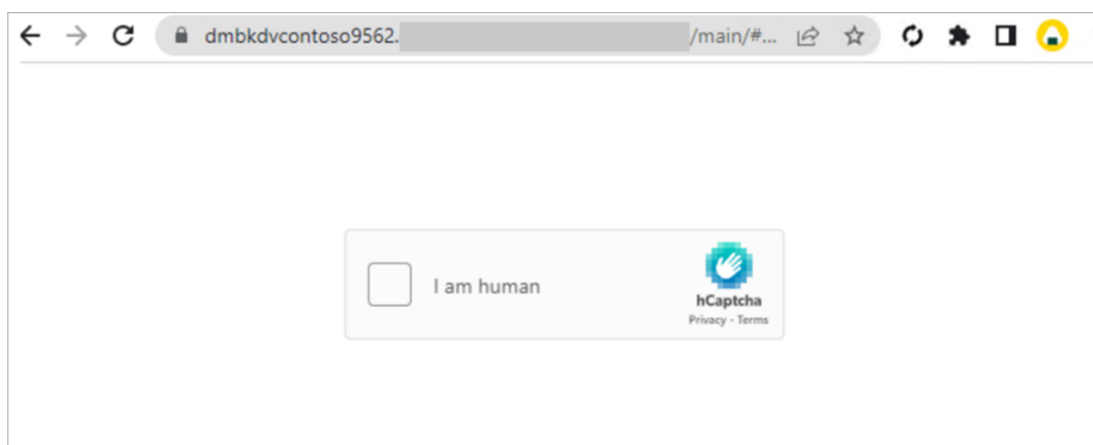 dmbkdvcontoso9562. /main/#...
I am human
hCaptcha
Privacy - Terms